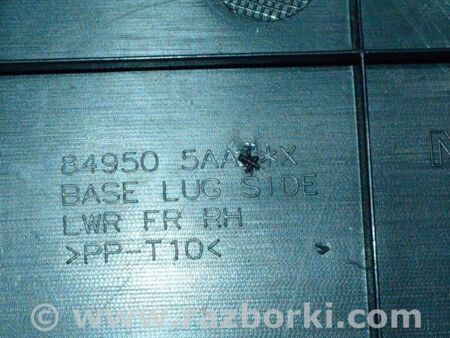 84950 5AA**X
BASE LUG SIDE
LWR FR RH
>PP-T10<
© www.razborki.com